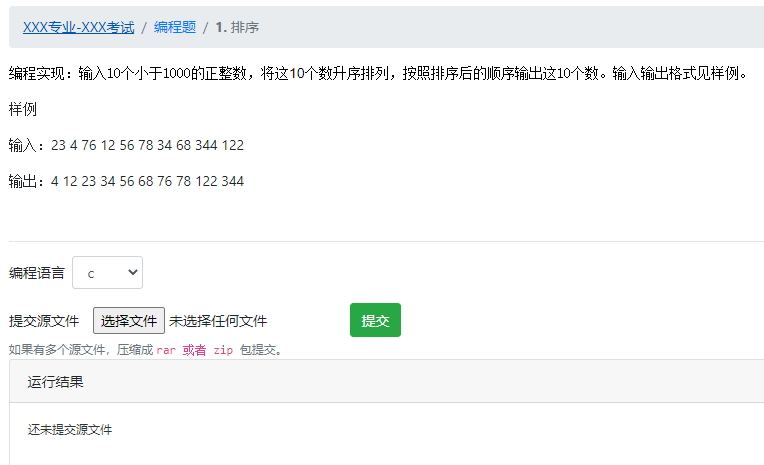 XXX专业-XXX考试 / 编程题 / 1. 排序
编程实现：输入10个小于1000的正整数，将这10个数升序排列，按照排序后的顺序输出这10个数。输入输出格式见样例。
样例
输入：23 4 76 12 56 78 34 68 344 122
输出：4 12 23 34 56 68 76 78 122 344
编程语言 c
提交源文件 选择文件 未选择任何文件 提交
如果有多个源文件，压缩成 rar 或者 zip 包提交。
运行结果
还未提交源文件